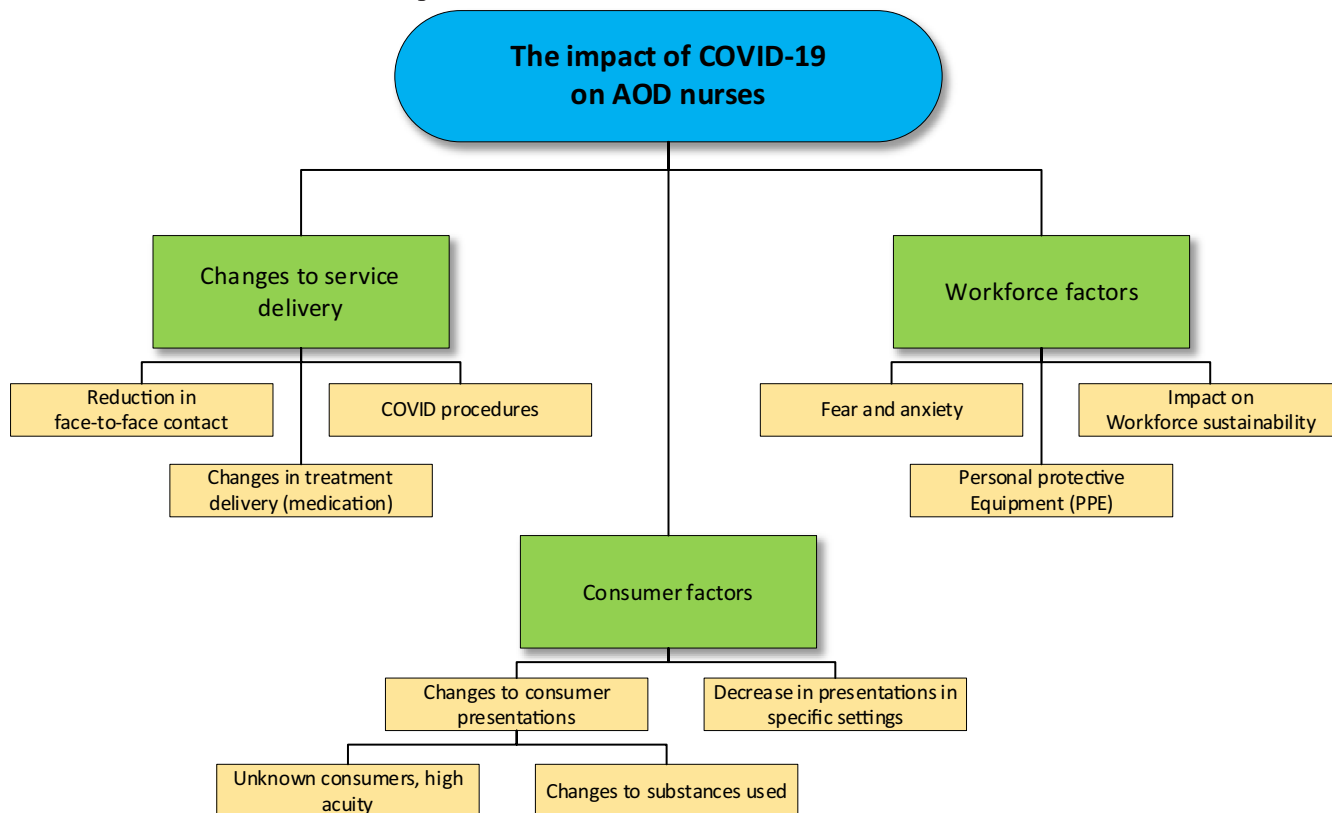 The impact of COVID-19
on AOD nurses
Changes to service
delivery
Workforce factors
Reduction in
face-to-face contact
COVID procedures
Fear and anxiety
Impact on
Workforce sustainability
Changes in treatment
delivery (medication)
Personal protective
Equipment (PPE)
Consumer factors
Changes to consumer
presentations
Decrease in presentations in
specific settings
Unknown consumers, high
acuity
Changes to substances used